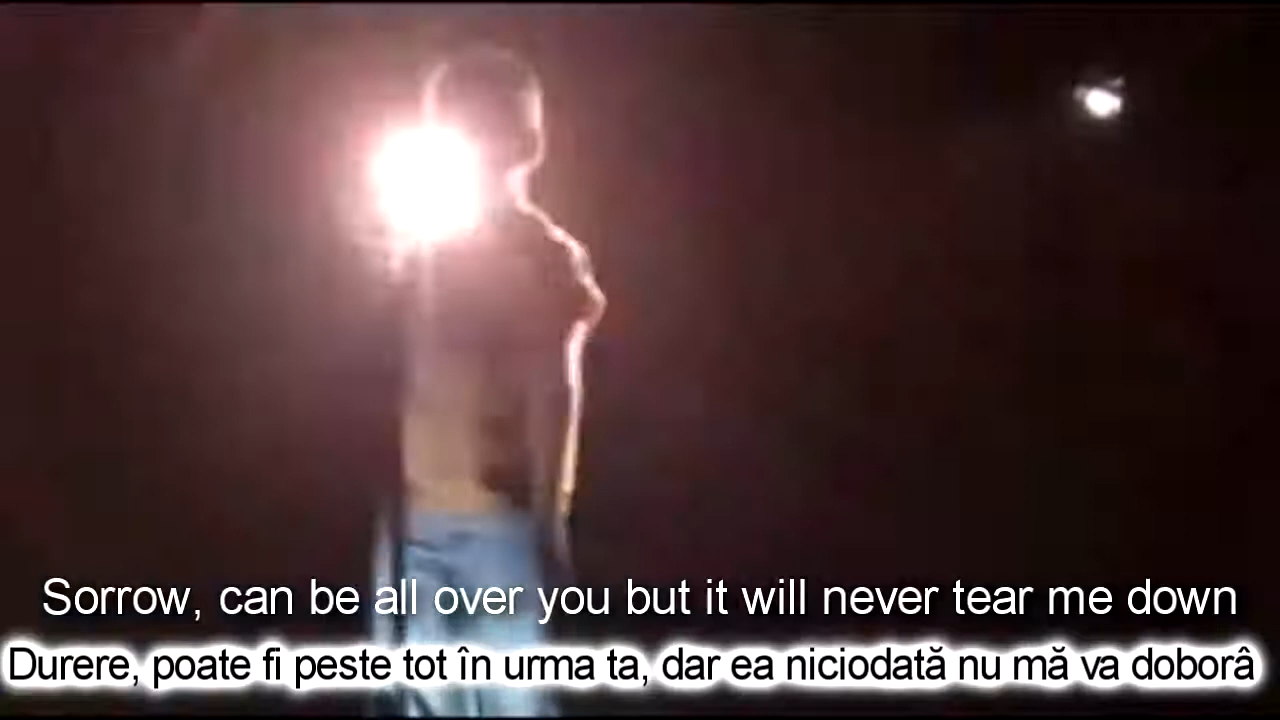 Sorrow, can be all over you but it will never tear me down
Durere, poate fi peste tot în urma ta, dar ea niciodată nu mă va doborâ